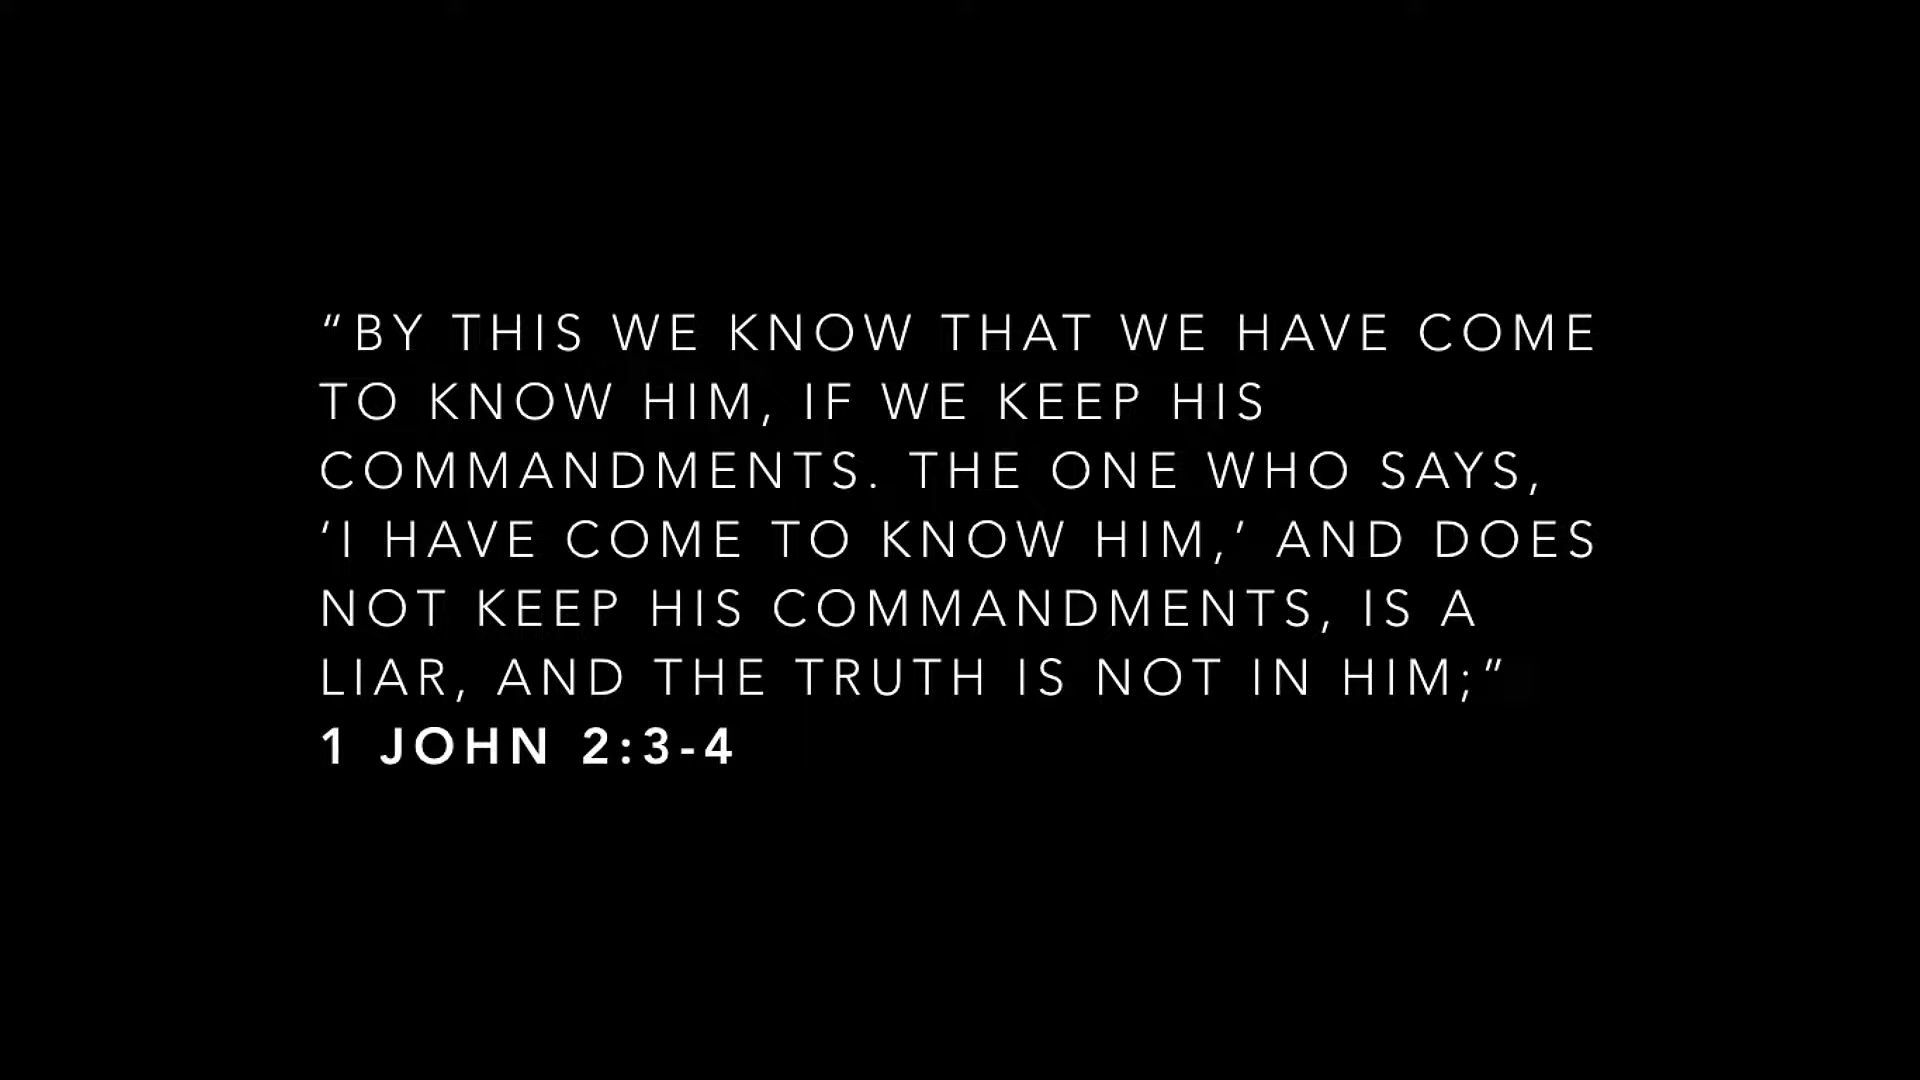 “BY THIS WE KNOW THAT WE HAVE COME
TO KNOW HIM, IF WE KEEP HIS
COMMANDMENTS. THE ONE WHO SAYS,
‘I HAVE COME TO KNOW HIM,’ AND DOES
NOT KEEP HIS COMMANDMENTS, IS A
LIAR, AND THE TRUTH IS NOT IN HIM;”
1 JOHN 2:3-4